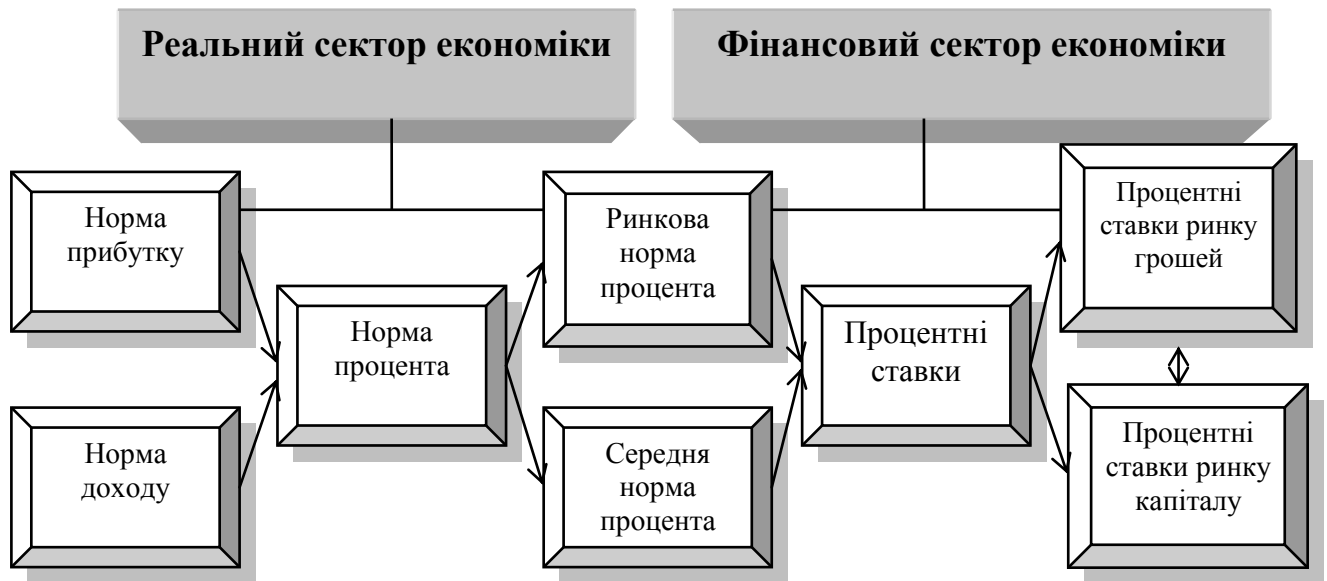 Реальний сектор економіки
Фінансовий сектор економіки
Норма
прибутку
Ринкова
норма
процента
Процентні
ставки ринку
грошей
Норма
процента
Процентні
ставки
Норма
доходу
Середня
норма
процента
Процентні
ставки ринку
капіталу